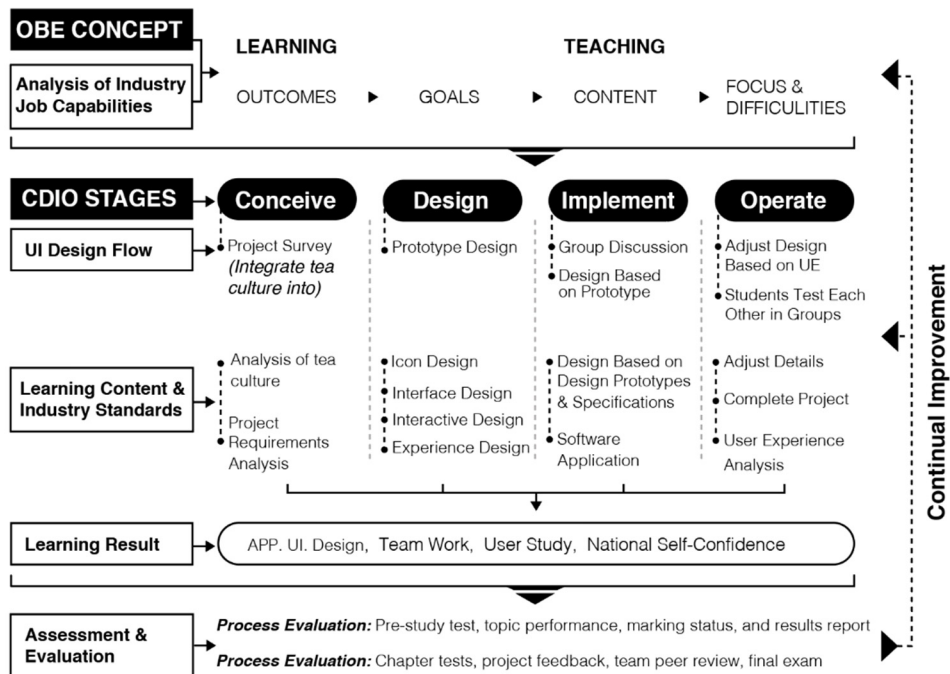 OBE CONCEPT
Analysis of Industry
Job Capabilities
LEARNING
TEACHING
OUTCOMES
GOALS
CONTENT
FOCUS &
DIFFICULITIES
CDIO STAGES
Conceive
Design
Implement
Operate
UI Design Flow
Project Survey
(Integrate tea
culture into)
Prototype Design
Group Discussion
Design Based
on Prototype
Adjust Design
Based on UE
Students Test Each
Other in Groups
Learning Content &
Industry Standards
Analysis of tea
culture
Project
Requirements
Analysis
Icon Design
Interface Design
Interactive Design
Experience Design
Design Based on
Design Prototypes
& Specifications
Software
Application
Adjust Details
Complete Project
User Experience
Analysis
Learning Result
APP. UI. Design, Team Work, User Study, National Self-Confidence
Assessment &
Evaluation
Process Evaluation: Pre-study test, topic performance, marking status, and results report
Process Evaluation: Chapter tests, project feedback, team peer review, final exam
Continual Improvement